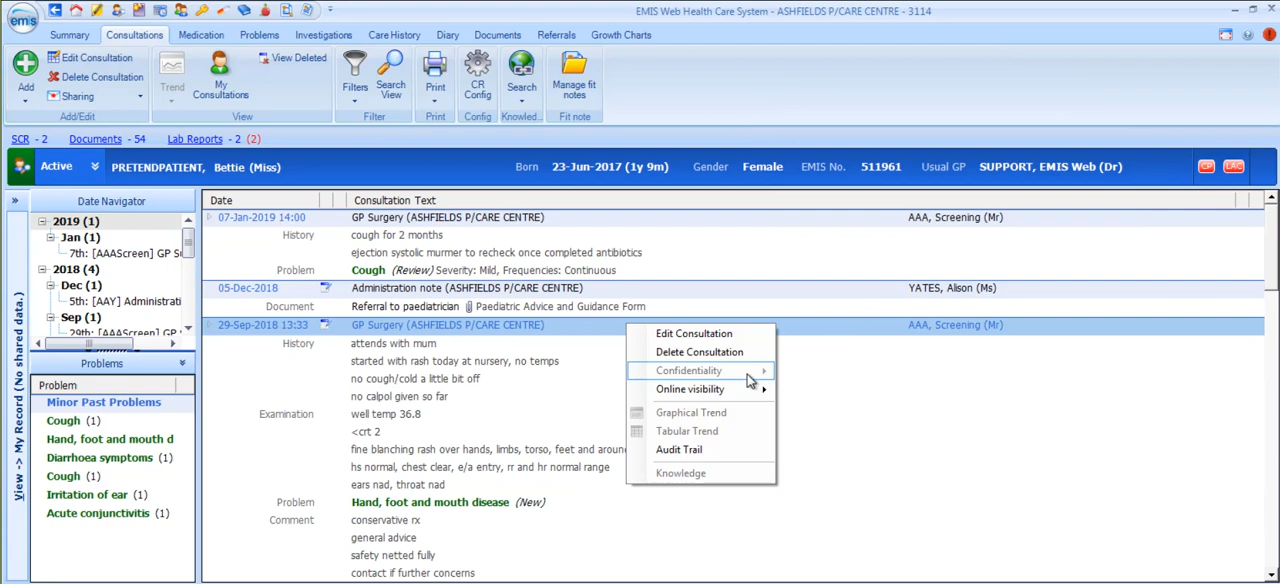 EMIS Web Health Care System - ASHFIELDS P/CARE CENTRE - 3114
emis
Summary Consultations Medication Problems Investigations Care History Diary Documents Referrals Growth Charts
Add
Edit Consultation
Delete Consultation
Sharing
Add/Edit
Trend
My Consultations
View Deleted
View
Filters
Search View
Filter
Print
Print
CR Config
Config
Search
Knowled...
Manage fit notes
Fit note
SCR - 2 Documents - 54 Lab Reports - 2 (2)
Active PRETENDPATIENT, Bettie (Miss) Born 23-Jun-2017 (1y 9m) Gender Female EMIS No. 511961 Usual GP SUPPORT, EMIS Web (Dr) CP LAC
View -> My Record (No shared data.)
Date Navigator
2019 (1)
Jan (1)
7th: [AAAScreen] GP Su
2018 (4)
Dec (1)
5th: [AAY] Administrati
Sep (1)
29th: [AAAScreen] GP S
Problems
Problem
Minor Past Problems
Cough (1)
Hand, foot and mouth d
Diarrhoea symptoms (1)
Cough (1)
Irritation of ear (1)
Acute conjunctivitis (1)
Date Consultation Text
07-Jan-2019 14:00 GP Surgery (ASHFIELDS P/CARE CENTRE) AAA, Screening (Mr)
History cough for 2 months
ejection systolic murmer to recheck once completed antibiotics
Problem Cough (Review) Severity: Mild, Frequencies: Continuous
05-Dec-2018 Administration note (ASHFIELDS P/CARE CENTRE) YATES, Alison (Ms)
Document Referral to paediatrician Paediatric Advice and Guidance Form
29-Sep-2018 13:33 GP Surgery (ASHFIELDS P/CARE CENTRE) AAA, Screening (Mr)
History attends with mum
started with rash today at nursery, no temps
no cough/cold a little bit off
no calpol given so far
Examination well temp 36.8
<crt 2
fine blanching rash over hands, limbs, torso, feet and aroun
hs normal, chest clear, e/a entry, rr and hr normal range
ears nad, throat nad
Problem Hand, foot and mouth disease (New)
Comment conservative rx
general advice
safety netted fully
contact if further concerns
Edit Consultation
Delete Consultation
Confidentiality
Online visibility
Graphical Trend
Tabular Trend
Audit Trail
Knowledge